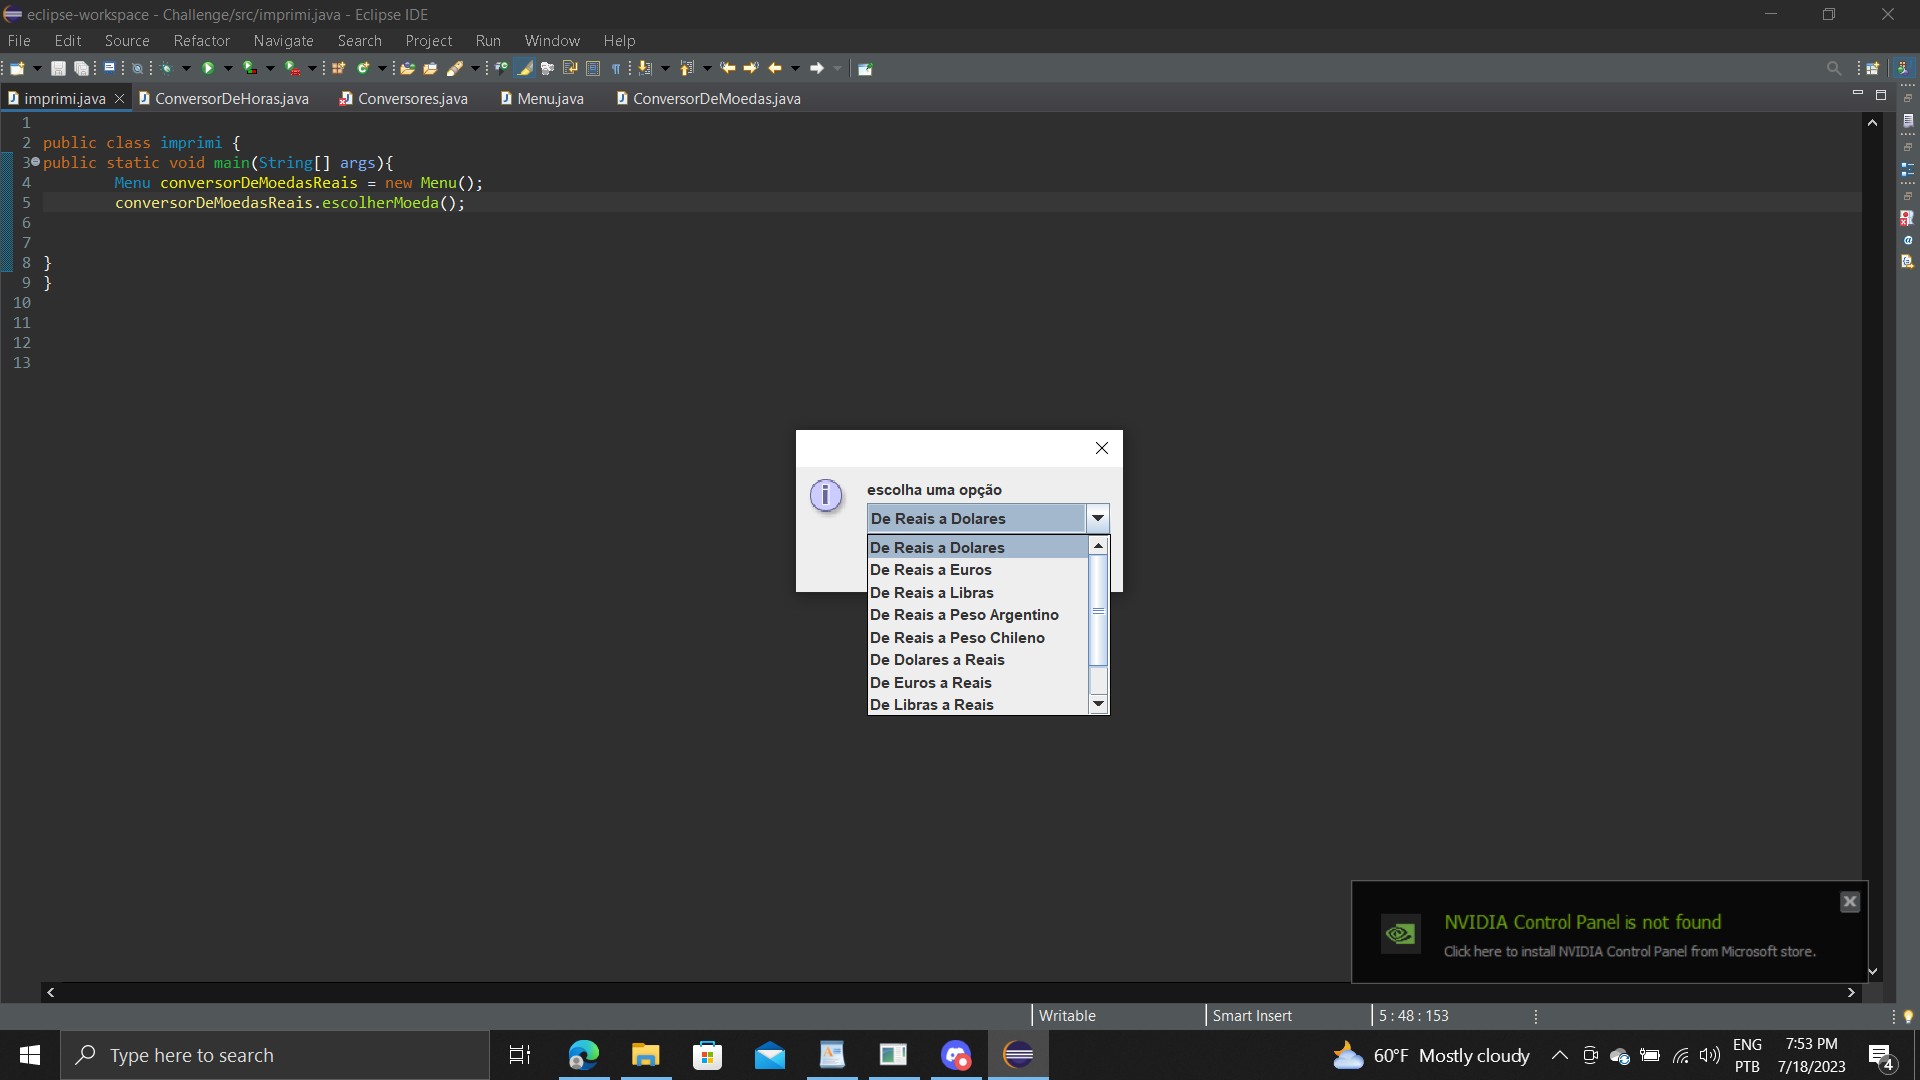 eclipse-workspace - Challenge/src/imprimi.java - Eclipse IDE
File Edit Source Refactor Navigate Search Project Run Window Help
imprimi.java ConversorDeHoras.java Conversores.java Menu.java ConversorDeMoedas.java
1
2 public class imprimi {
3 public static void main(String[] args){
4 Menu conversorDeMoedasReais = new Menu();
5 conversorDeMoedasReais.escolherMoeda();
6
7
8 }
9 }
10
11
12
13
escolha uma opção
De Reais a Dolares
De Reais a Dolares
De Reais a Euros
De Reais a Libras
De Reais a Peso Argentino
De Reais a Peso Chileno
De Dolares a Reais
De Euros a Reais
De Libras a Reais
NVIDIA Control Panel is not found
Click here to install NVIDIA Control Panel from Microsoft store.
Writable Smart Insert 5 : 48 : 153
Type here to search
60°F Mostly cloudy
ENG
PTB
7:53 PM
7/18/2023
4